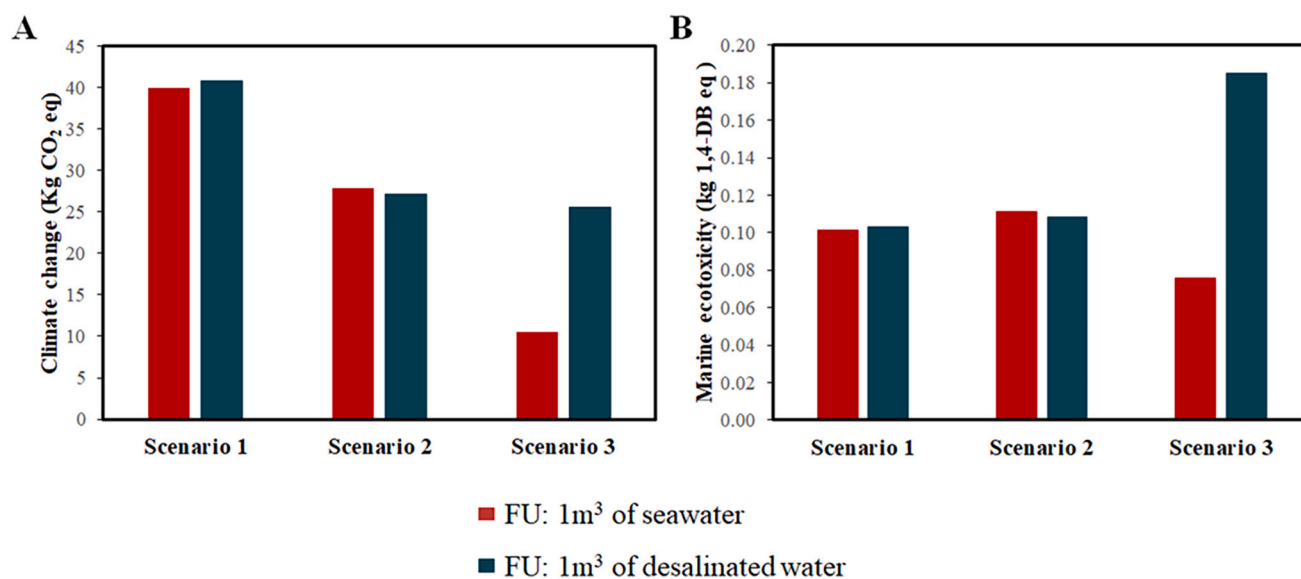 A
Climate change (Kg CO₂ eq)
45
40
35
30
25
20
15
10
5
0
Scenario 1 Scenario 2 Scenario 3
B
Marine ecotoxicity (kg 1,4-DB eq )
0.20
0.18
0.16
0.14
0.12
0.10
0.08
0.06
0.04
0.02
0.00
Scenario 1 Scenario 2 Scenario 3
FU: 1m³ of seawater
FU: 1m³ of desalinated water